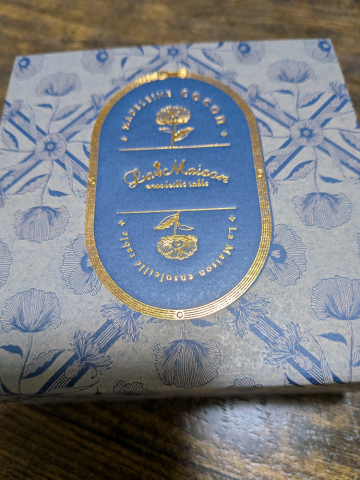 MADELEINE COCON
La Maison
ensoleillé table
La Maison ensoleillé table